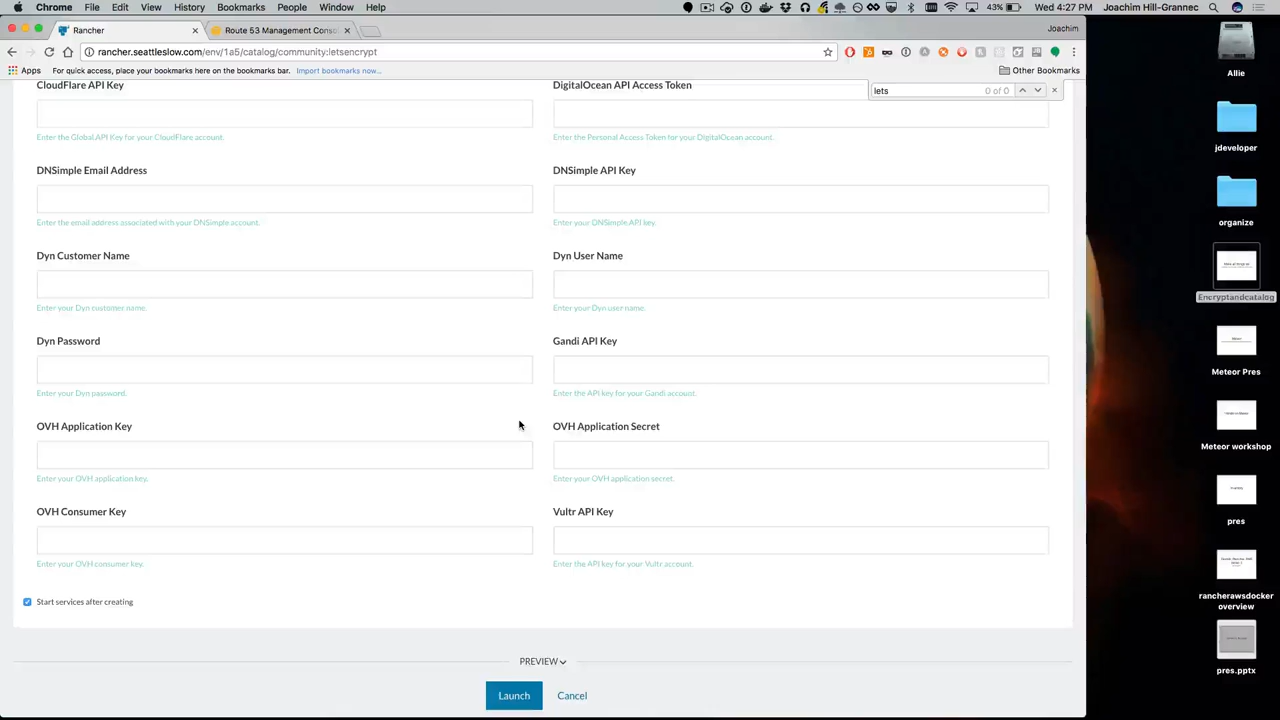 Chrome File Edit View History Bookmarks People Window Help
43% Wed 4:27 PM Joachim Hill-Grannec
Rancher
Route 53 Management Conso
Joachim
rancher.seattleslow.com/env/1a5/catalog/community:letsencrypt
Apps For quick access, place your bookmarks here on the bookmarks bar. Import bookmarks now...
Other Bookmarks
lets 0 of 0
CloudFlare API Key
DigitalOcean API Access Token
Enter the Global API Key for your CloudFlare account.
Enter the Personal Access Token for your DigitalOcean account.
DNSimple Email Address
DNSimple API Key
Enter the email address associated with your DNSimple account.
Enter your DNSimple API key.
Dyn Customer Name
Dyn User Name
Enter your Dyn customer name.
Enter your Dyn user name.
Dyn Password
Gandi API Key
Enter your Dyn password.
Enter the API key for your Gandi account.
OVH Application Key
OVH Application Secret
Enter your OVH application key.
Enter your OVH application secret.
OVH Consumer Key
Vultr API Key
Enter your OVH consumer key.
Enter the API key for your Vultr account.
Start services after creating
PREVIEW
Launch
Cancel
Allie
jdeveloper
organize
Encryptandcatalog
Meteor Pres
Meteor workshop
pres
rancherawsdocker
overview
pres.pptx